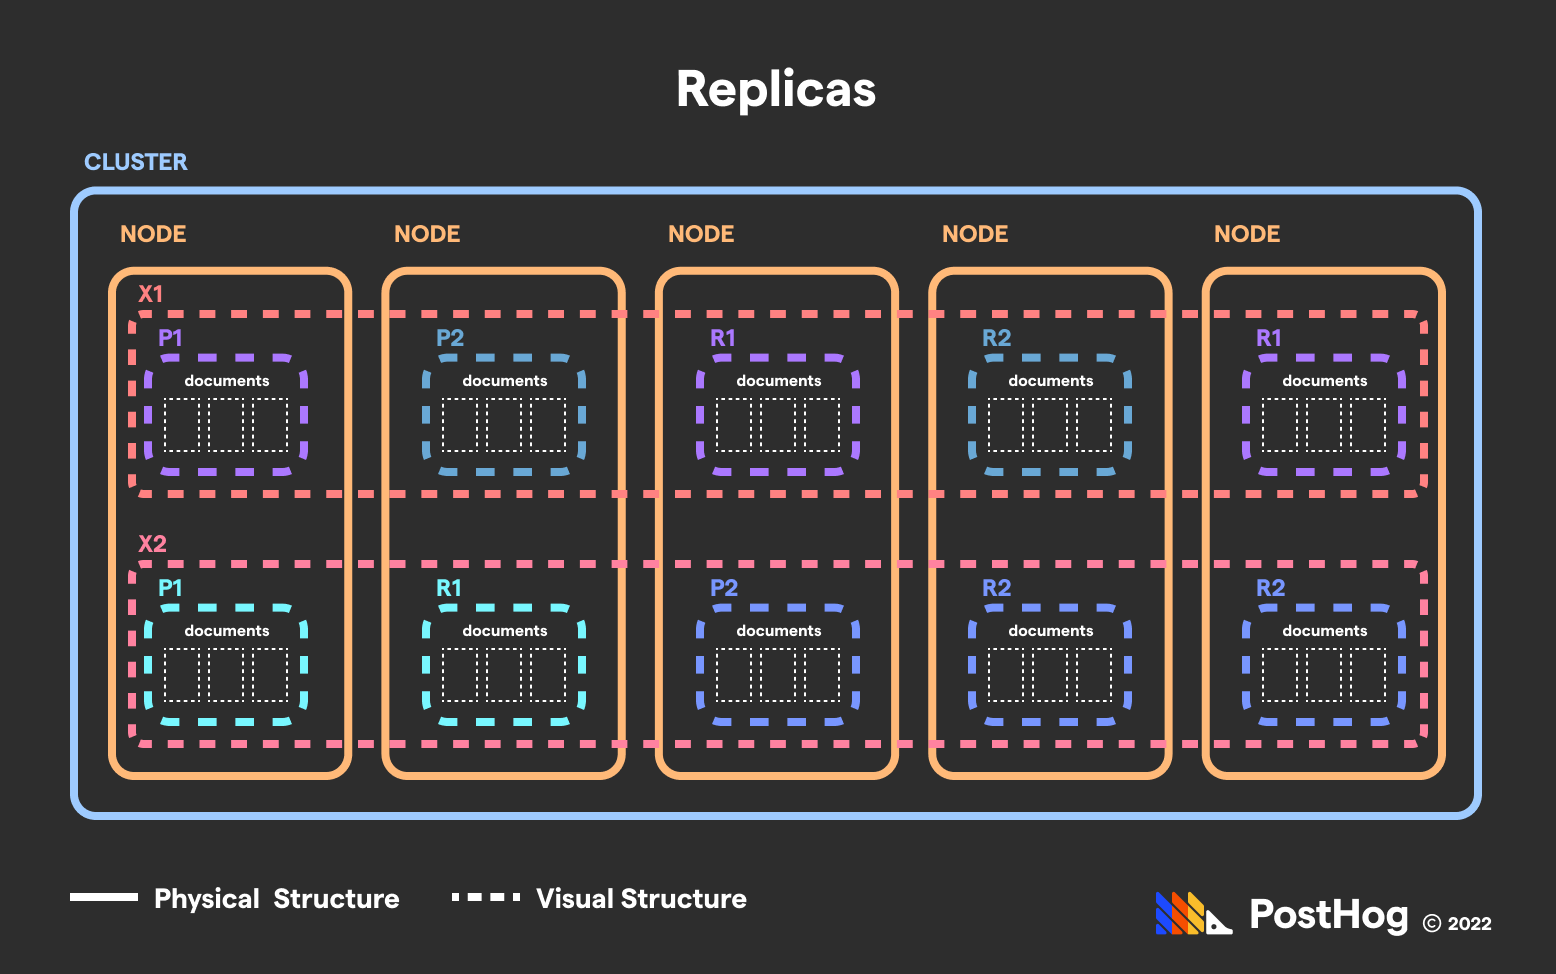 Replicas
CLUSTER
NODE NODE NODE NODE NODE
X1
P1 P2 R1 R2 R1
documents documents documents documents documents
X2
P1 R1 P2 R2 R2
documents documents documents documents documents
Physical Structure Visual Structure
PostHog © 2022